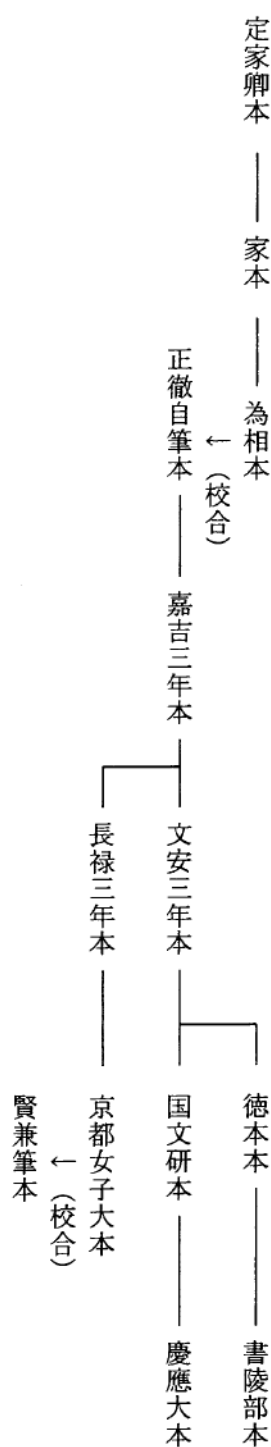 定家卿本
家本
為相本
←（校合）
正徹自筆本
嘉吉三年本
文安三年本
長禄三年本
徳本本
書陵部本
国文研本
慶應大本
京都女子大本
←（校合）
賢兼筆本